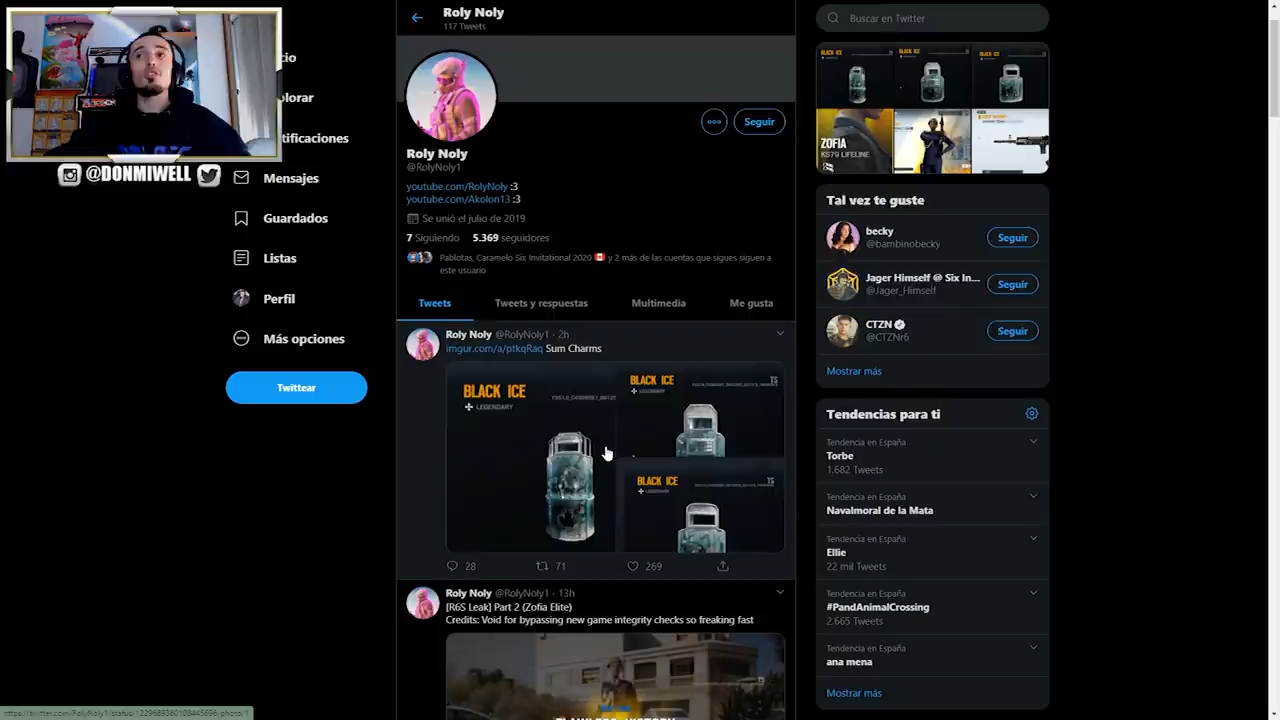 Roly Noly
117 Tweets
Buscar en Twitter
@DONMIWELL
Mensajes
Guardados
Listas
Perfil
Más opciones
Twittear
Seguir
Roly Noly
@RolyNoly1
youtube.com/RolyNoly :3
youtube.com/Akolon13 :3
Se unió el julio de 2019
7 Siguiendo 5.369 seguidores
Pablotas, Caramelo Six Invitational 2020 y 2 más de las cuentas que sigues siguen a
este usuario
Tweets Tweets y respuestas Multimedia Me gusta
Roly Noly @RolyNoly1 · 2h
imgur.com/a/ptkqRaq Sum Charms
BLACK ICE
LEGENDARY
BLACK ICE
LEGENDARY
BLACK ICE
LEGENDARY
28 71 269
Roly Noly @RolyNoly1 · 13h
[R6S Leak] Part 2 (Zofia Elite)
Credits: Void for bypassing new game integrity checks so freaking fast
BLACK ICE
BLACK ICE
BLACK ICE
ZOFIA
KS79 LIFELINE
Tal vez te guste
becky
@bambinobecky
Seguir
Jager Himself @ Six In...
@Jager_Himself
Seguir
CTZN
@CTZNr6
Seguir
Mostrar más
Tendencias para ti
Tendencia en España
Torbe
1.682 Tweets
Tendencia en España
Navalmoral de la Mata
Tendencia en España
Ellie
22 mil Tweets
Tendencia en España
#PandAnimalCrossing
2.665 Tweets
Tendencia en España
ana mena
Mostrar más